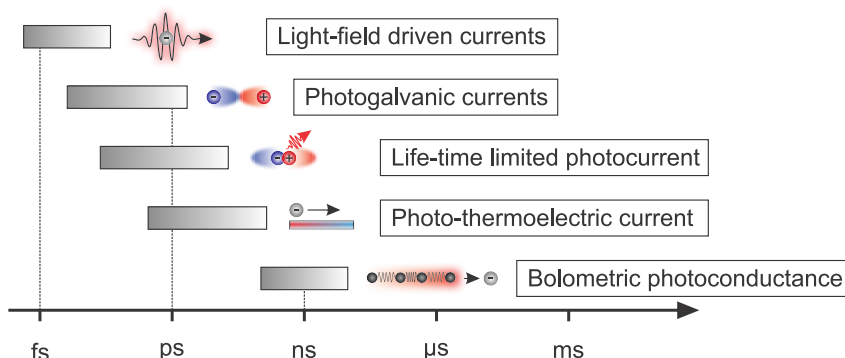 Light-field driven currents
Photogalvanic currents
Life-time limited photocurrent
Photo-thermoelectric current
Bolometric photoconductance
fs ps ns µs ms